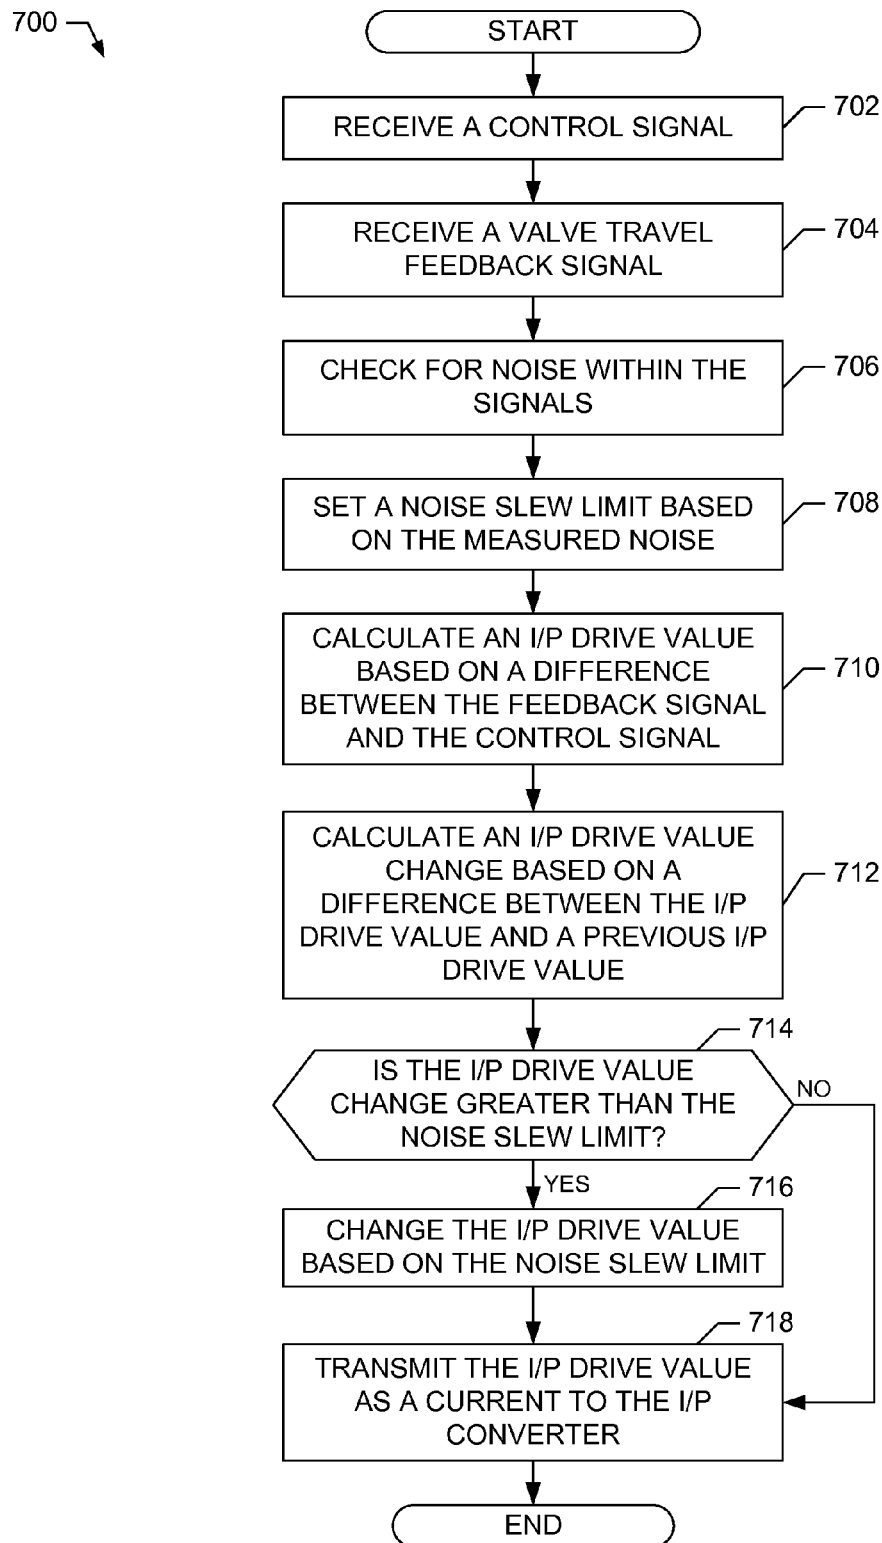 700
START
RECEIVE A CONTROL SIGNAL
702
RECEIVE A VALVE TRAVEL
FEEDBACK SIGNAL
704
CHECK FOR NOISE WITHIN THE
SIGNALS
706
SET A NOISE SLEW LIMIT BASED
ON THE MEASURED NOISE
708
CALCULATE AN I/P DRIVE VALUE
BASED ON A DIFFERENCE
BETWEEN THE FEEDBACK SIGNAL
AND THE CONTROL SIGNAL
710
CALCULATE AN I/P DRIVE VALUE
CHANGE BASED ON A
DIFFERENCE BETWEEN THE I/P
DRIVE VALUE AND A PREVIOUS I/P
DRIVE VALUE
712
714
IS THE I/P DRIVE VALUE
CHANGE GREATER THAN THE
NOISE SLEW LIMIT?
NO
YES
716
CHANGE THE I/P DRIVE VALUE
BASED ON THE NOISE SLEW LIMIT
718
TRANSMIT THE I/P DRIVE VALUE
AS A CURRENT TO THE I/P
CONVERTER
END